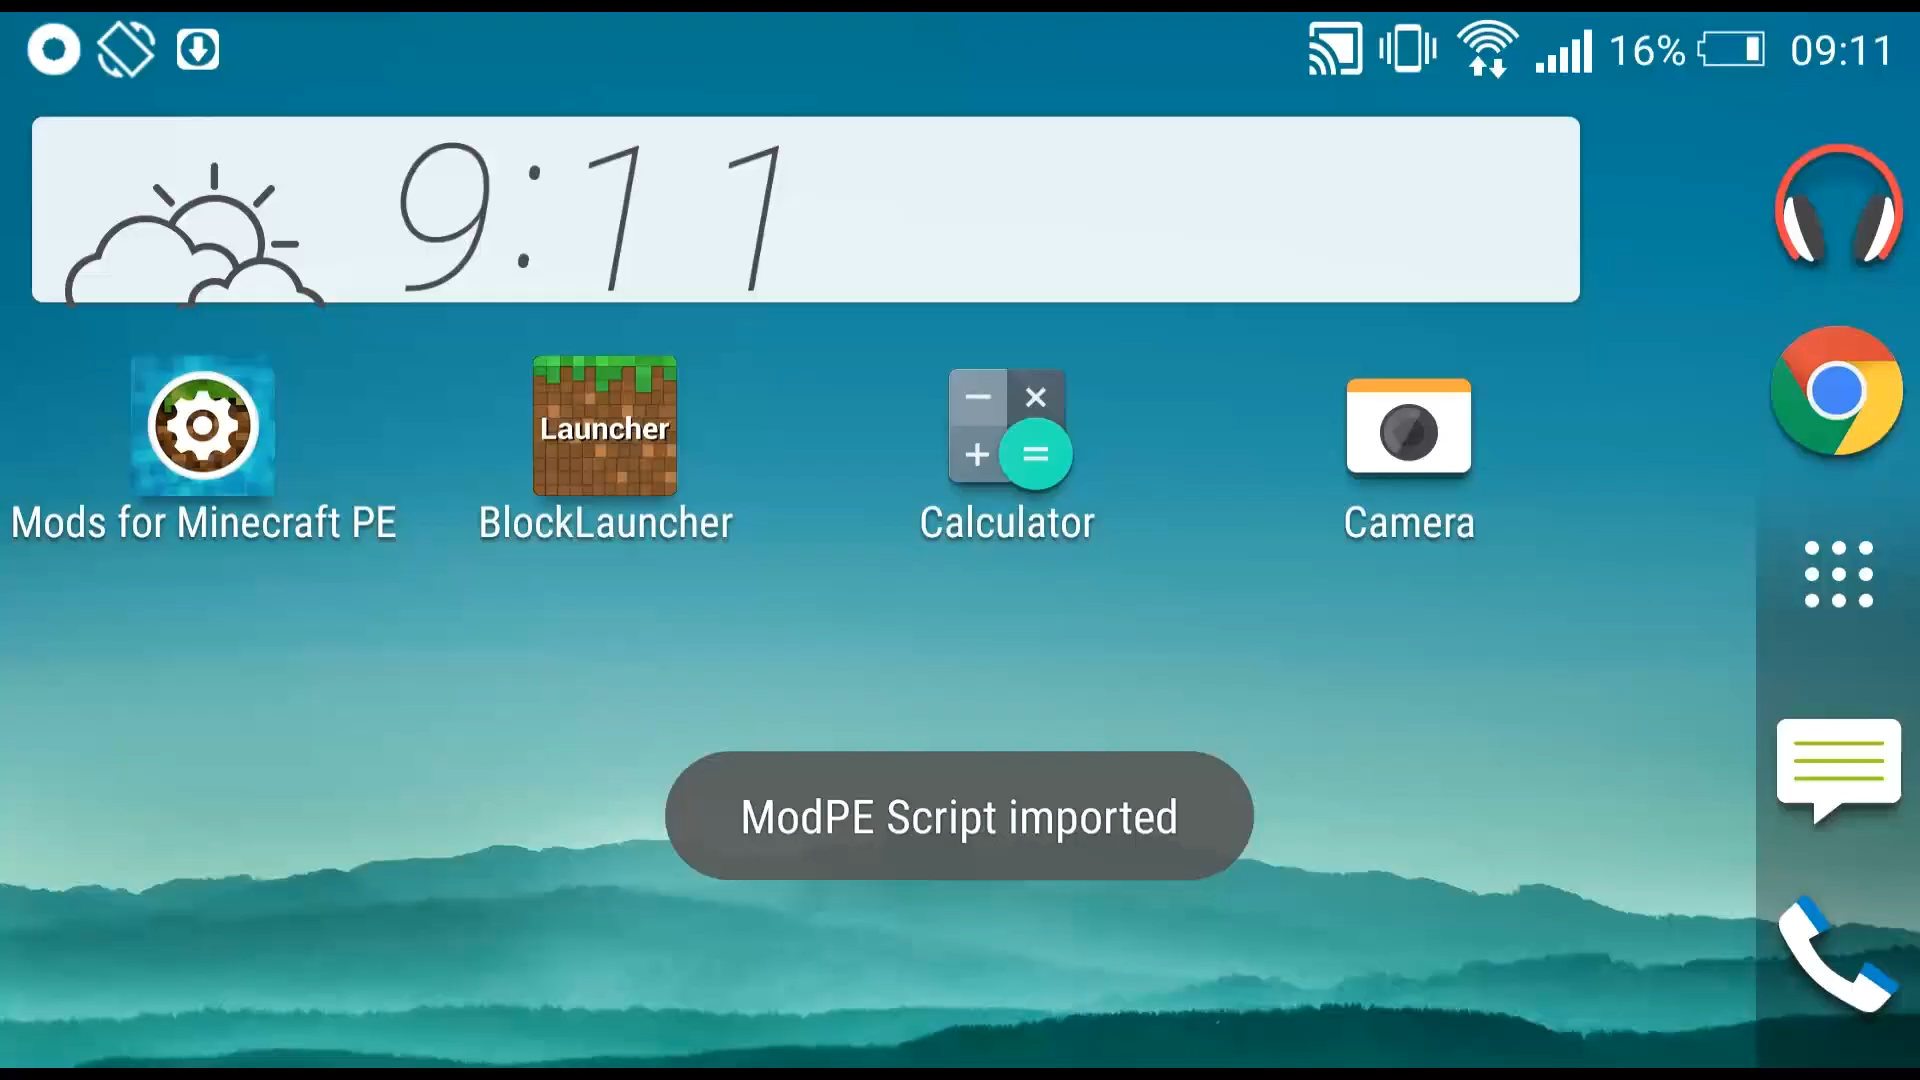 16% 09:11
9:11
Launcher
Mods for Minecraft PE BlockLauncher Calculator Camera
ModPE Script imported